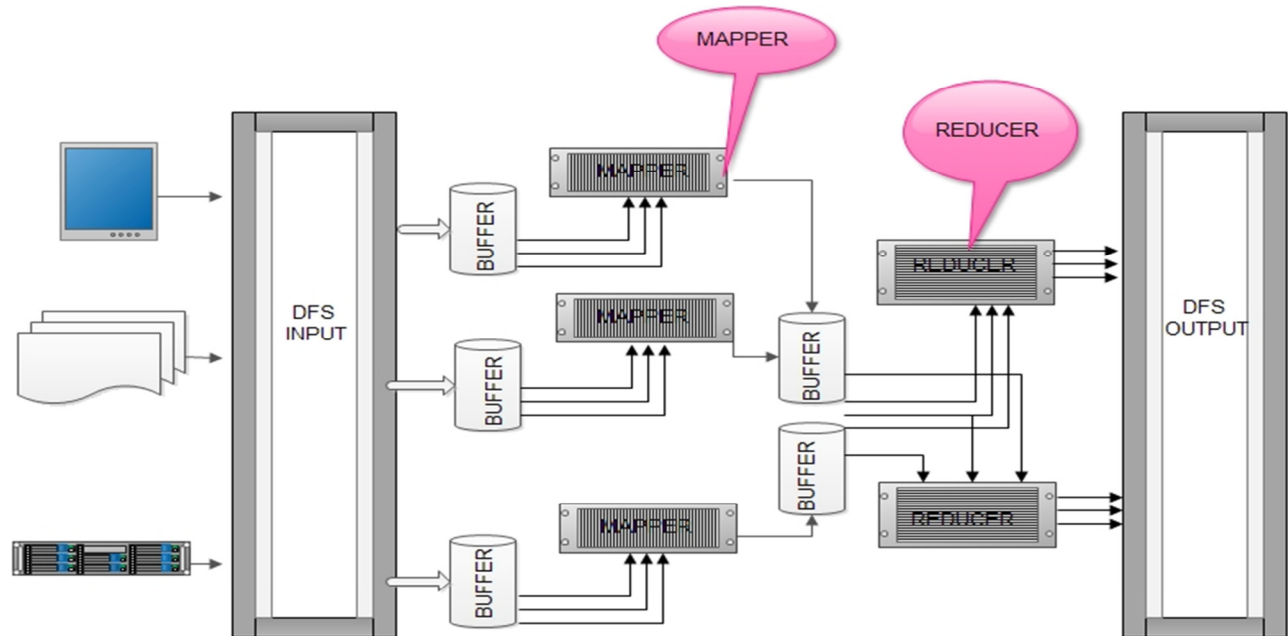 MAPPER
REDUCER
MAPPER
BUFFER
REDUCER
DFS
INPUT
MAPPER
BUFFER
BUFFER
DFS
OUTPUT
BUFFER
MAPPER
REDUCER
BUFFER